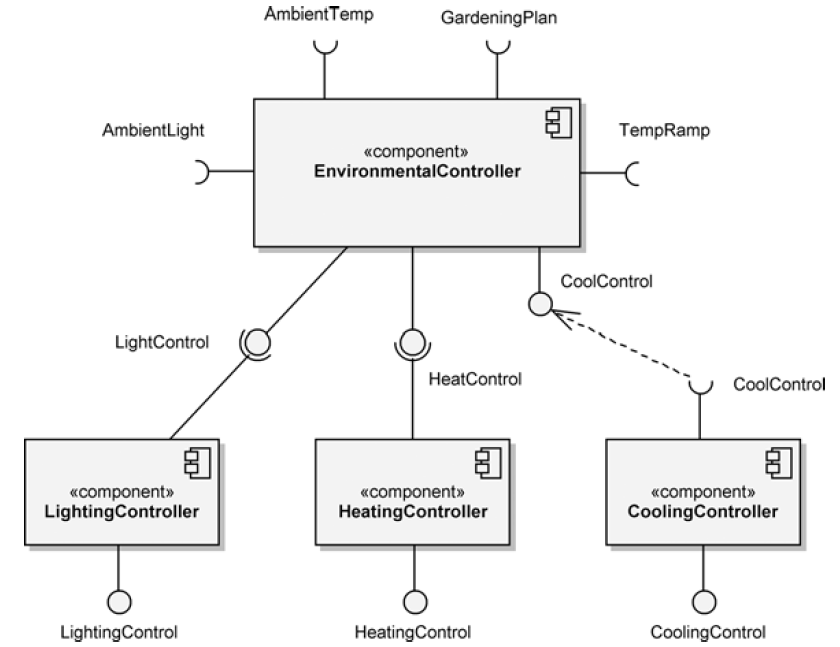 AmbientTemp
GardeningPlan
AmbientLight
TempRamp
«component»
EnvironmentalController
CoolControl
LightControl
HeatControl
CoolControl
«component»
LightingController
«component»
HeatingController
«component»
CoolingController
LightingControl
HeatingControl
CoolingControl